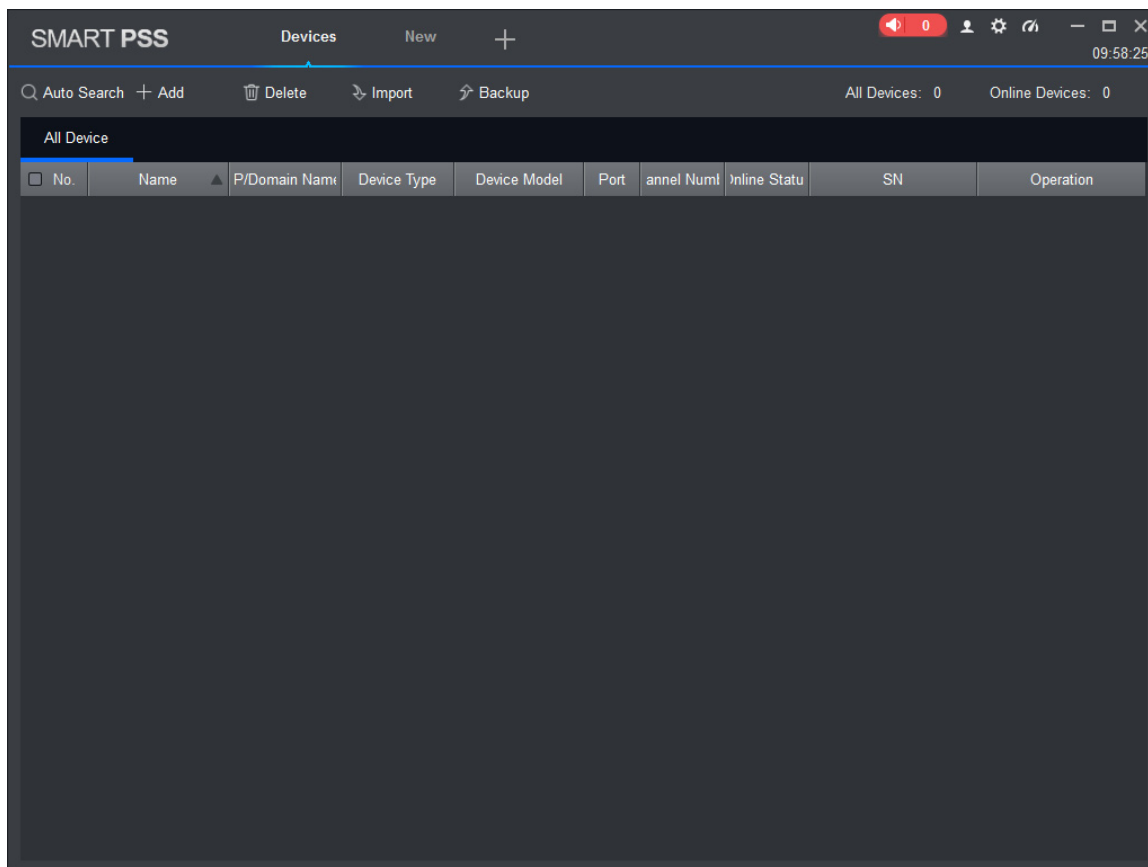 SMART PSS Devices New 0
09:58:25
Auto Search Add Delete Import Backup All Devices: 0 Online Devices: 0
All Device
No. Name P/Domain Name Device Type Device Model Port annel Numb nline Statu SN Operation